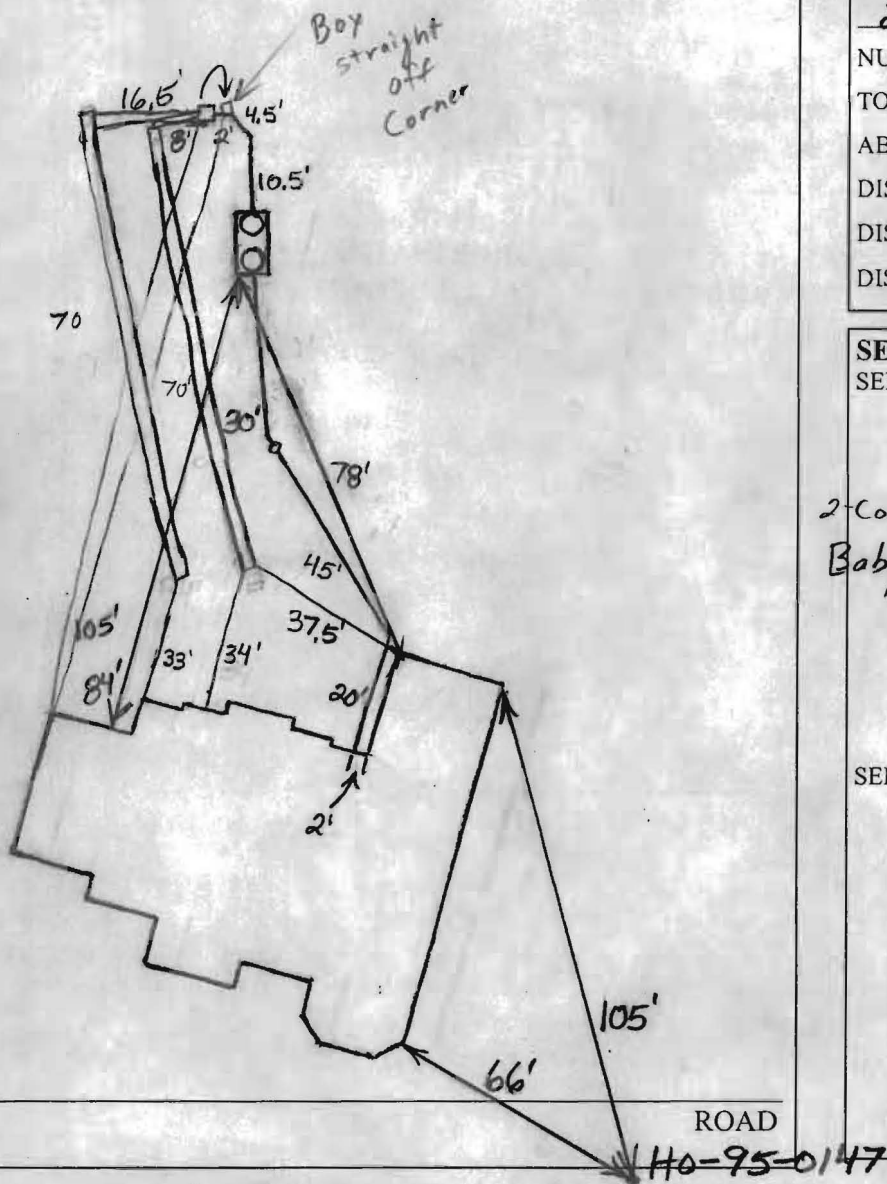 Box
straight
off
Corner
16.5'
4.5'
8'
2'
10.5'
70
70'
30'
78'
45'
37.5'
105'
84'
33'
34'
20'
2'
105'
66'
ROAD
HO-95-0147
NU
TO
AB
DIS
DIS
DIS
SE
SE
2-Co
Bab
SE